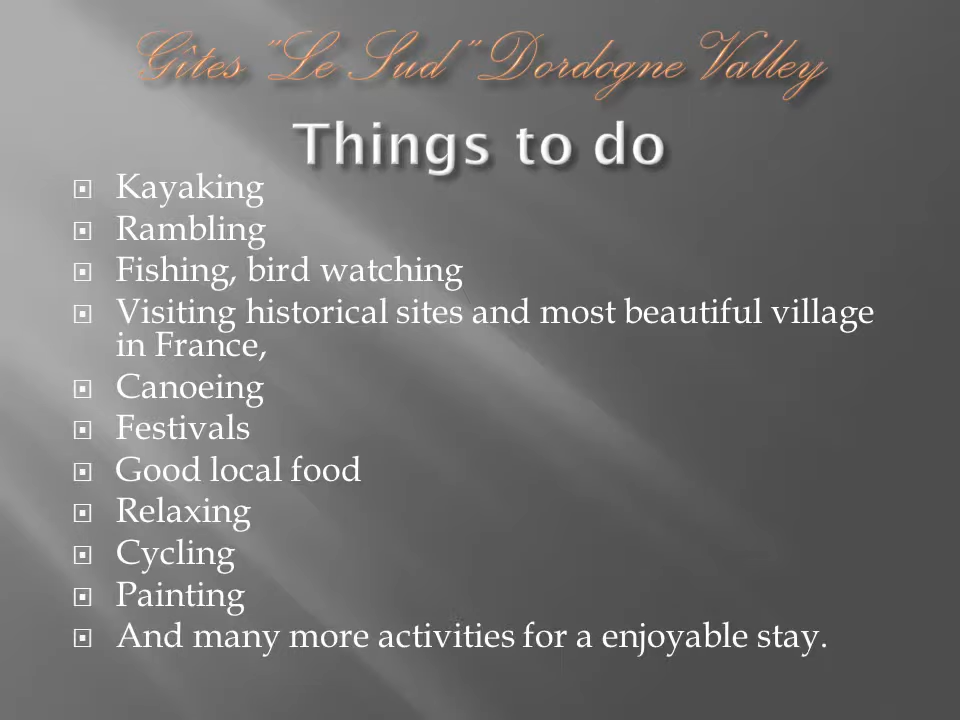 Gîtes "Le Sud" Dordogne Valley
Things to do
Kayaking
Rambling
Fishing, bird watching
Visiting historical sites and most beautiful village
in France,
Canoeing
Festivals
Good local food
Relaxing
Cycling
Painting
And many more activities for a enjoyable stay.